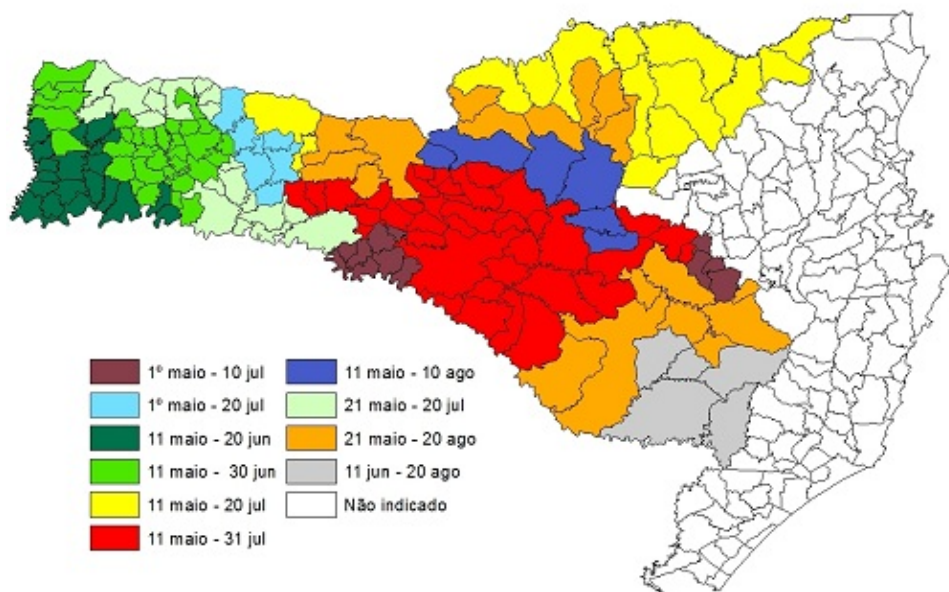 1º maio - 10 jul
1º maio - 20 jul
11 maio - 20 jun
11 maio - 30 jun
11 maio - 20 jul
11 maio - 31 jul
11 maio - 10 ago
21 maio - 20 jul
21 maio - 20 ago
11 jun - 20 ago
Não indicado